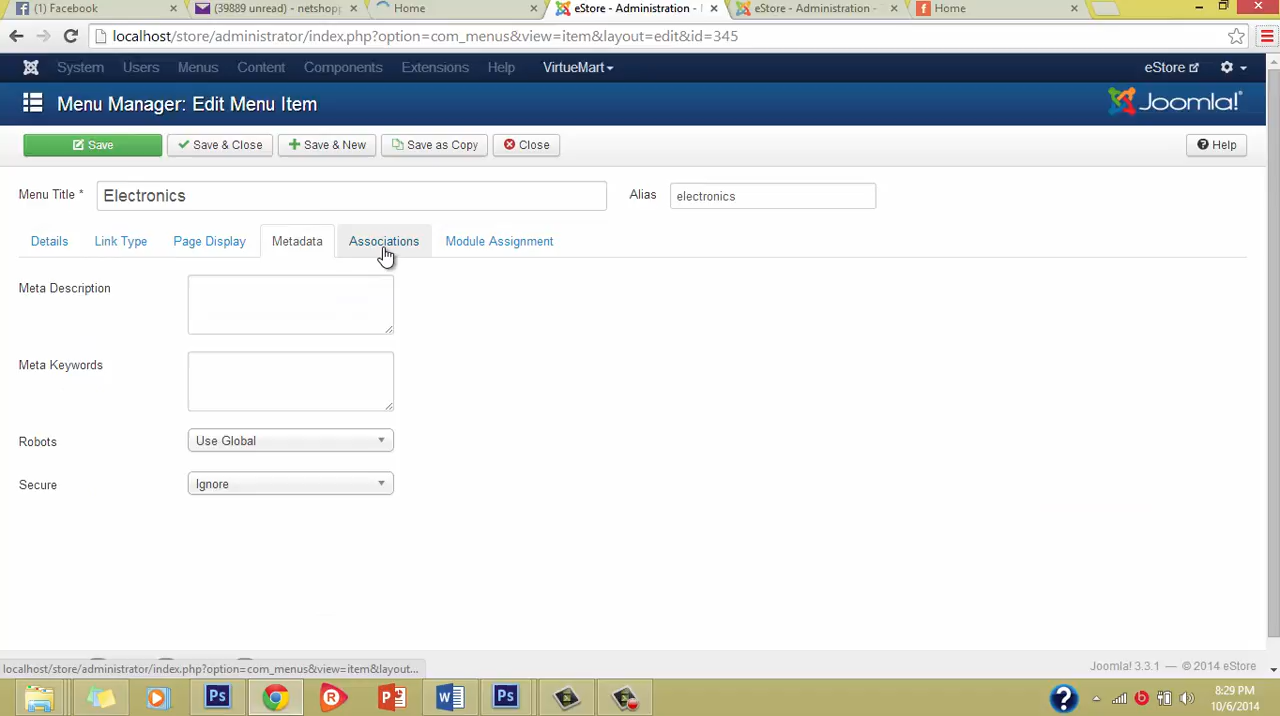 (1) Facebook
(39889 unread) - netshopp
Home
eStore - Administration -
eStore - Administration -
Home
localhost/store/administrator/index.php?option=com_menus&view=item&layout=edit&id=345
System Users Menus Content Components Extensions Help VirtueMart eStore
Menu Manager: Edit Menu Item Joomla!
Save Save & Close Save & New Save as Copy Close Help
Menu Title * Electronics Alias electronics
Details Link Type Page Display Metadata Associations Module Assignment
Meta Description
Meta Keywords
Robots Use Global
Secure Ignore
localhost/store/administrator/index.php?option=com_menus&view=item&layout... Joomla! 3.3.1 — © 2014 eStore
Ps R P W Ps ? 8:29 PM
10/6/2014